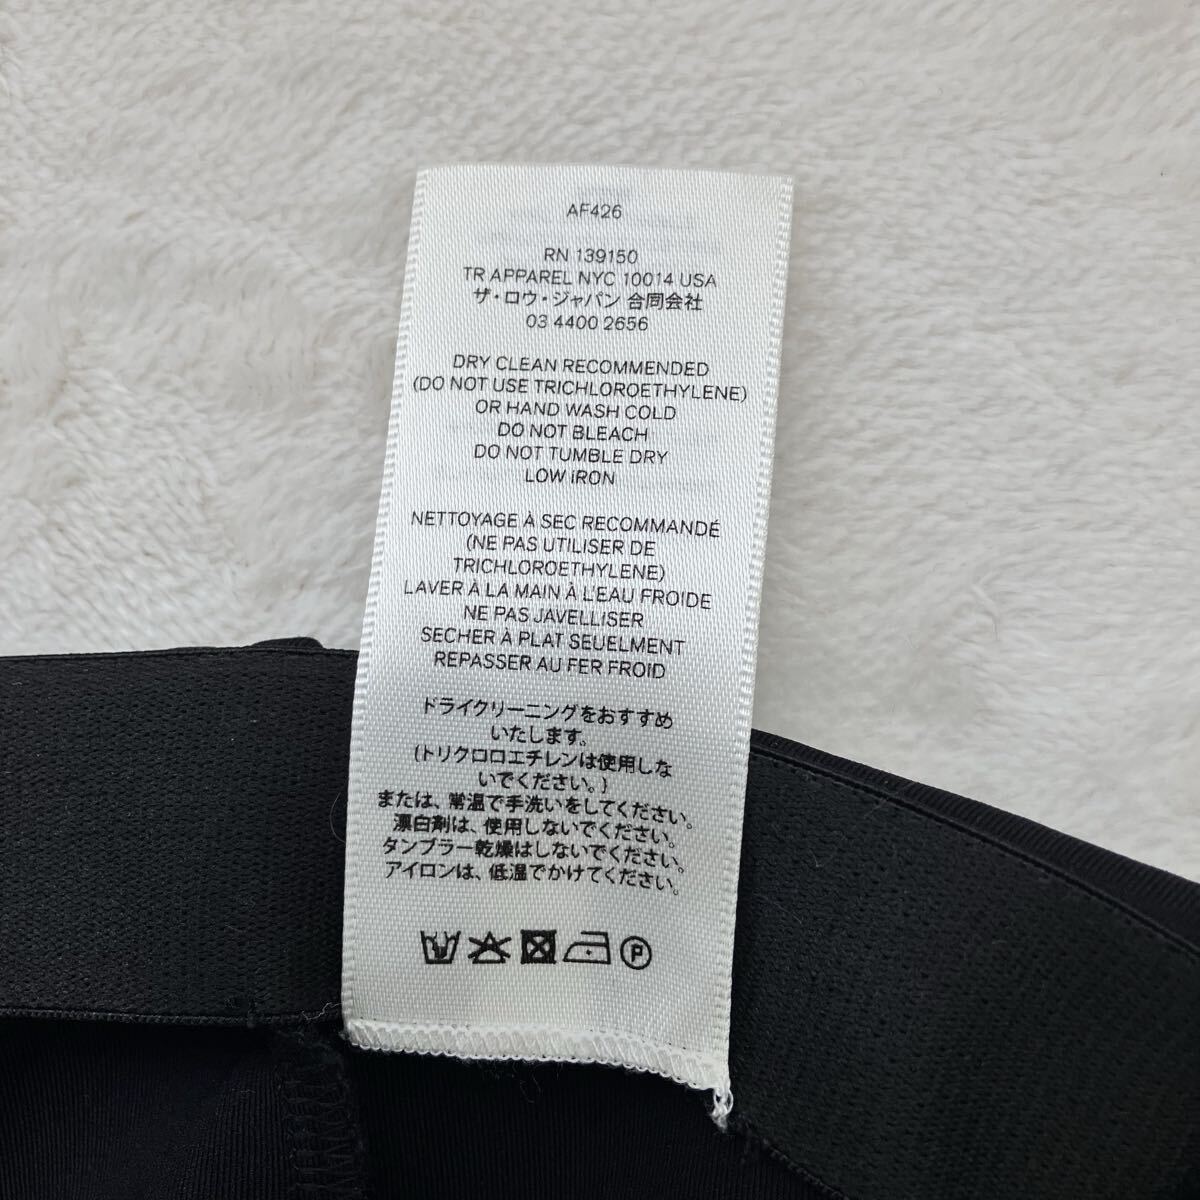 AF426
RN 139150
TR APPAREL NYC 10014 USA
ザ・ロウ・ジャパン 合同会社
03 4400 2656
DRY CLEAN RECOMMENDED
(DO NOT USE TRICHLOROETHYLENE)
OR HAND WASH COLD
DO NOT BLEACH
DO NOT TUMBLE DRY
LOW IRON
NETTOYAGE À SEC RECOMMANDÉ
(NE PAS UTILISER DE
TRICHLOROETHYLENE)
LAVER À LA MAIN À L'EAU FROIDE
NE PAS JAVELLISER
SECHER A PLAT SEUELMENT
REPASSER AU FER FROID
ドライクリーニングをおすすめ
いたします。
(トリクロロエチレンは使用しな
いでください。)
または、常温で手洗いをしてください。
漂白剤は、使用しないでください。
タンブラー乾燥はしないでください。
アイロンは、低温でかけてください。
P